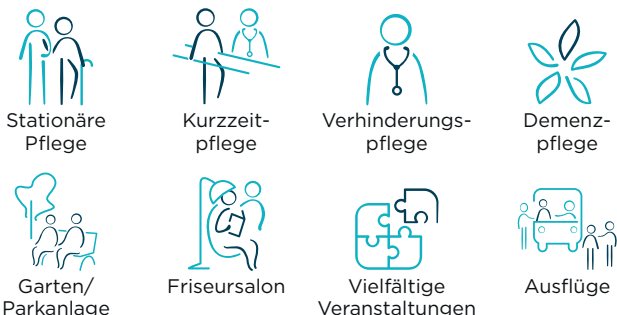 Stationäre
Pflege
Kurzzeit-
pflege
Verhinderungs-
pflege
Demenz-
pflege
Garten/
Parkanlage
Friseursalon
Vielfältige
Veranstaltungen
Ausflüge